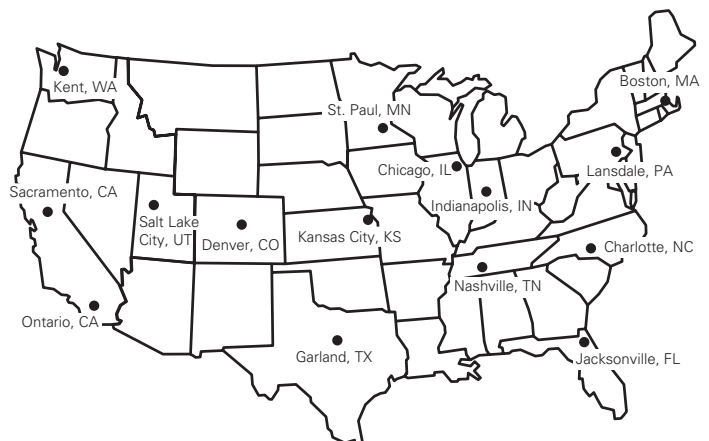 Kent, WA
Boston, MA
St. Paul, MN
Chicago, IL
Lansdale, PA
Sacramento, CA
Indianapolis, IN
Salt Lake
City, UT
Denver, CO
Kansas City, KS
Charlotte, NC
Nashville, TN
Ontario, CA
Garland, TX
Jacksonville, FL